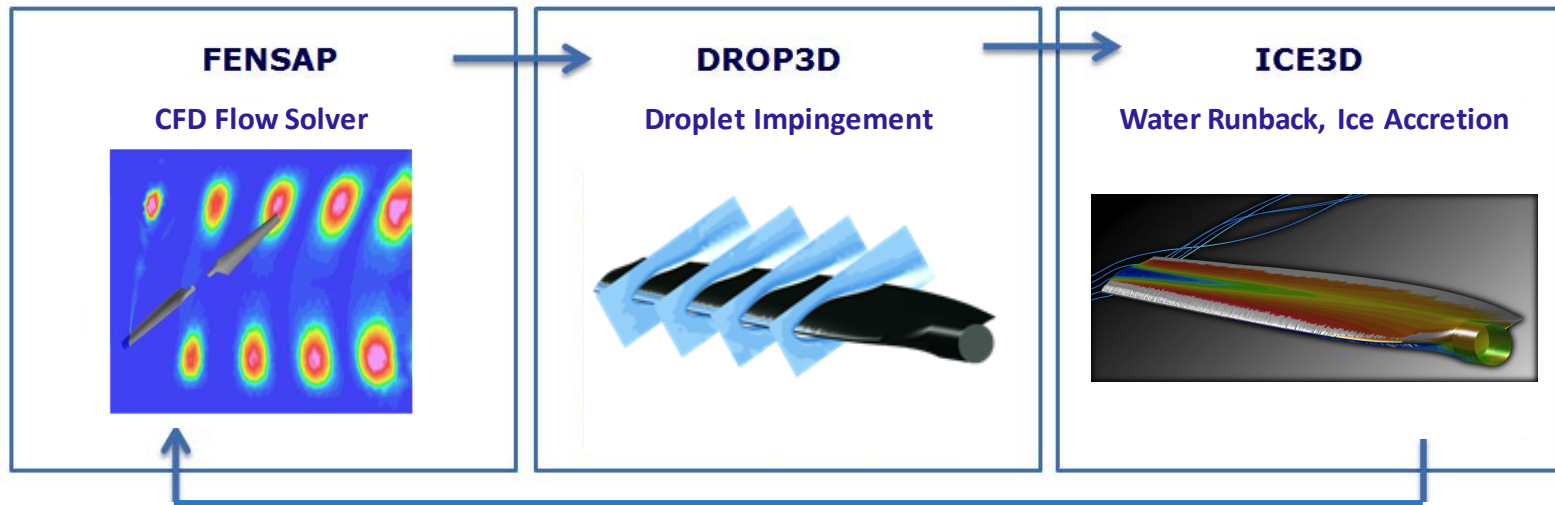 FENSAP
CFD Flow Solver
DROP3D
Droplet Impingement
ICE3D
Water Runback, Ice Accretion